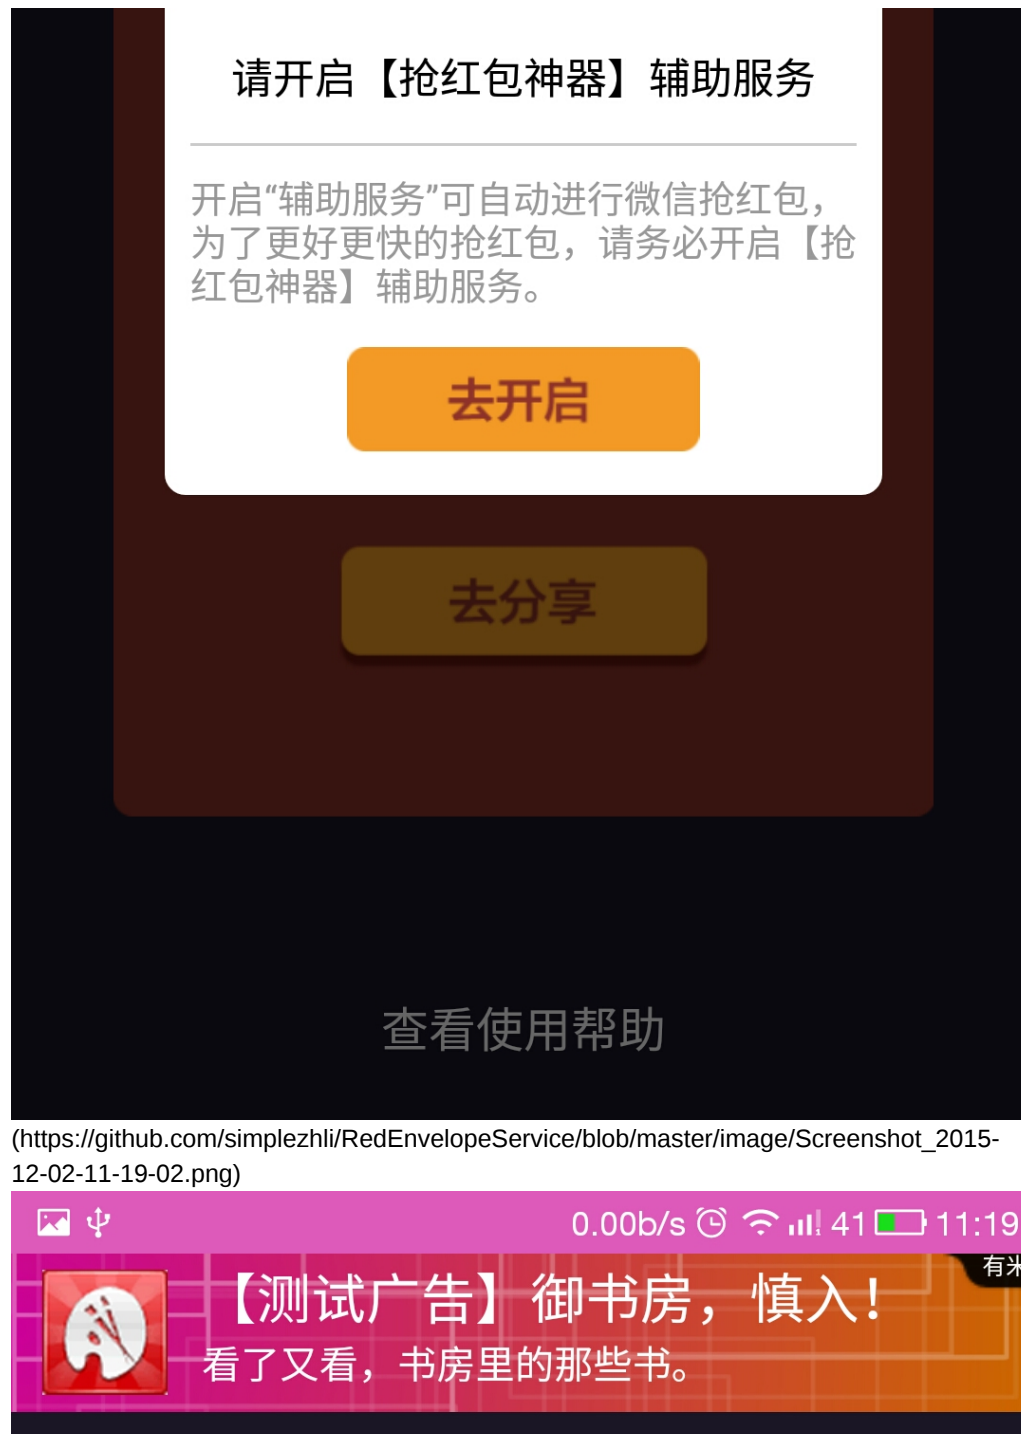 请开启【抢红包神器】辅助服务
开启“辅助服务”可自动进行微信抢红包，
为了更好更快的抢红包，请务必开启【抢
红包神器】辅助服务。
去开启
去分享
查看使用帮助
(https://github.com/simplezhli/RedEnvelopeService/blob/master/image/Screenshot_2015-
12-02-11-19-02.png)
0.00b/s 41 11:19
有米
【测试广告】御书房，慎入！
看了又看，书房里的那些书。